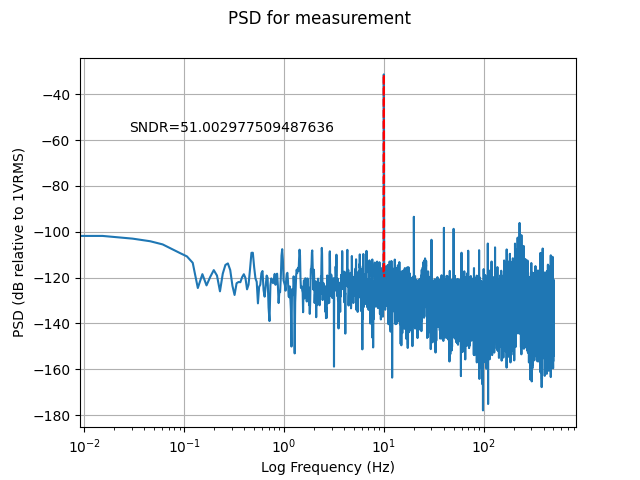 PSD for measurement
−40
−60
−80
−100
−120
−140
−160
−180
PSD (dB relative to 1VRMS)
SNDR=51.002977509487636
10⁻² 10⁻¹ 10⁰ 10¹ 10²
Log Frequency (Hz)